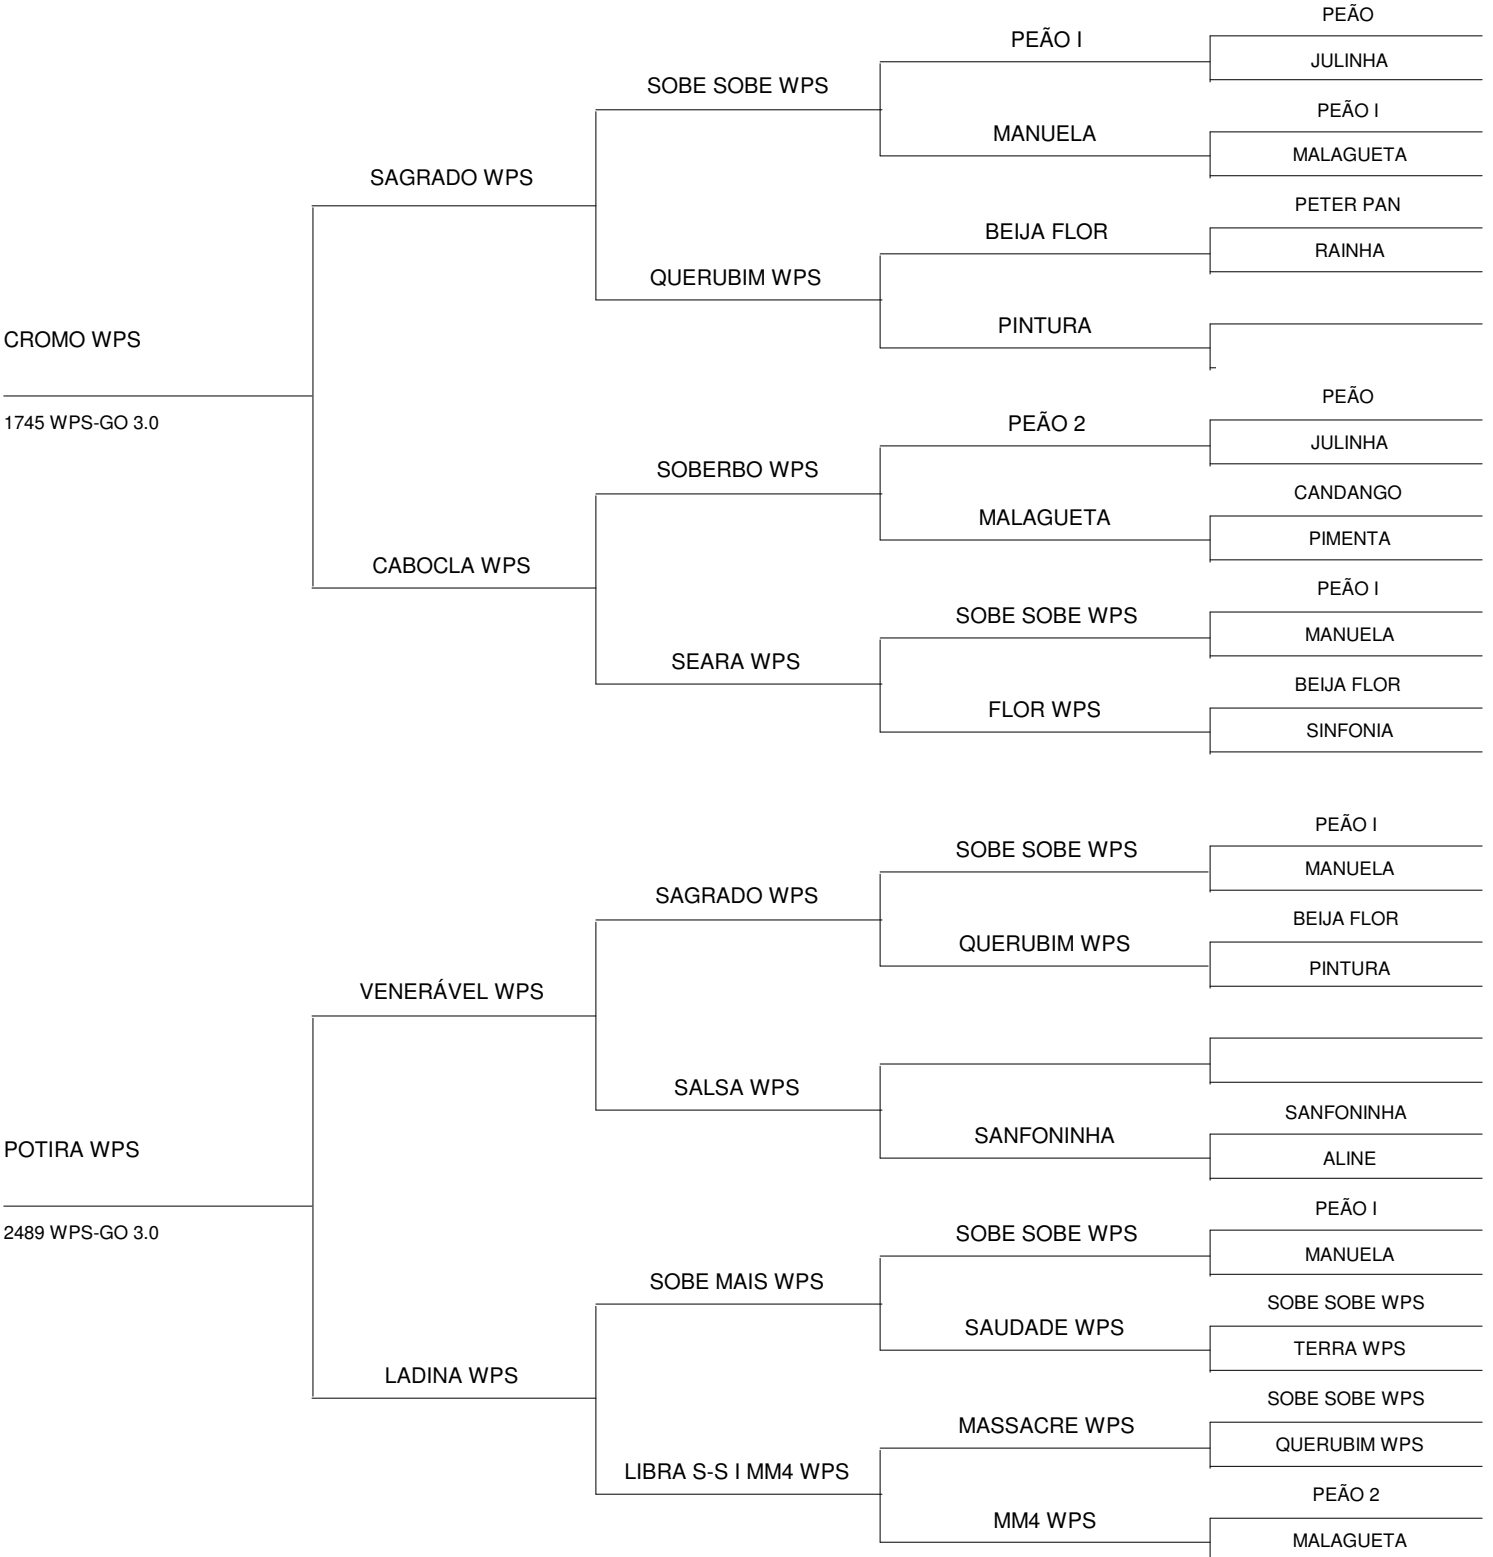 PEÃO
PEÃO I
JULINHA
SOBE SOBE WPS
PEÃO I
MANUELA
MALAGUETA
SAGRADO WPS
PETER PAN
BEIJA FLOR
RAINHA
QUERUBIM WPS
PINTURA
CROMO WPS
PEÃO
1745 WPS-GO 3.0
PEÃO 2
JULINHA
SOBERBO WPS
CANDANGO
MALAGUETA
PIMENTA
CABOCLA WPS
PEÃO I
SOBE SOBE WPS
MANUELA
SEARA WPS
BEIJA FLOR
FLOR WPS
SINFONIA
PEÃO I
SOBE SOBE WPS
MANUELA
SAGRADO WPS
BEIJA FLOR
QUERUBIM WPS
PINTURA
VENERÁVEL WPS
SALSA WPS
SANFONINHA
SANFONINHA
ALINE
POTIRA WPS
PEÃO I
2489 WPS-GO 3.0
SOBE SOBE WPS
MANUELA
SOBE MAIS WPS
SOBE SOBE WPS
SAUDADE WPS
TERRA WPS
LADINA WPS
SOBE SOBE WPS
MASSACRE WPS
QUERUBIM WPS
LIBRA S-S I MM4 WPS
PEÃO 2
MM4 WPS
MALAGUETA